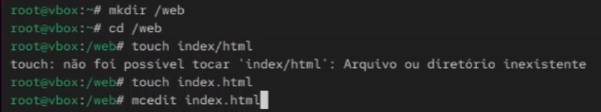 root@vbox:~# mkdir /web
root@vbox:~# cd /web
root@vbox:/web# touch index/html
touch: não foi possível tocar 'index/html': Arquivo ou diretório inexistente
root@vbox:/web# touch index.html
root@vbox:/web# mcedit index.html